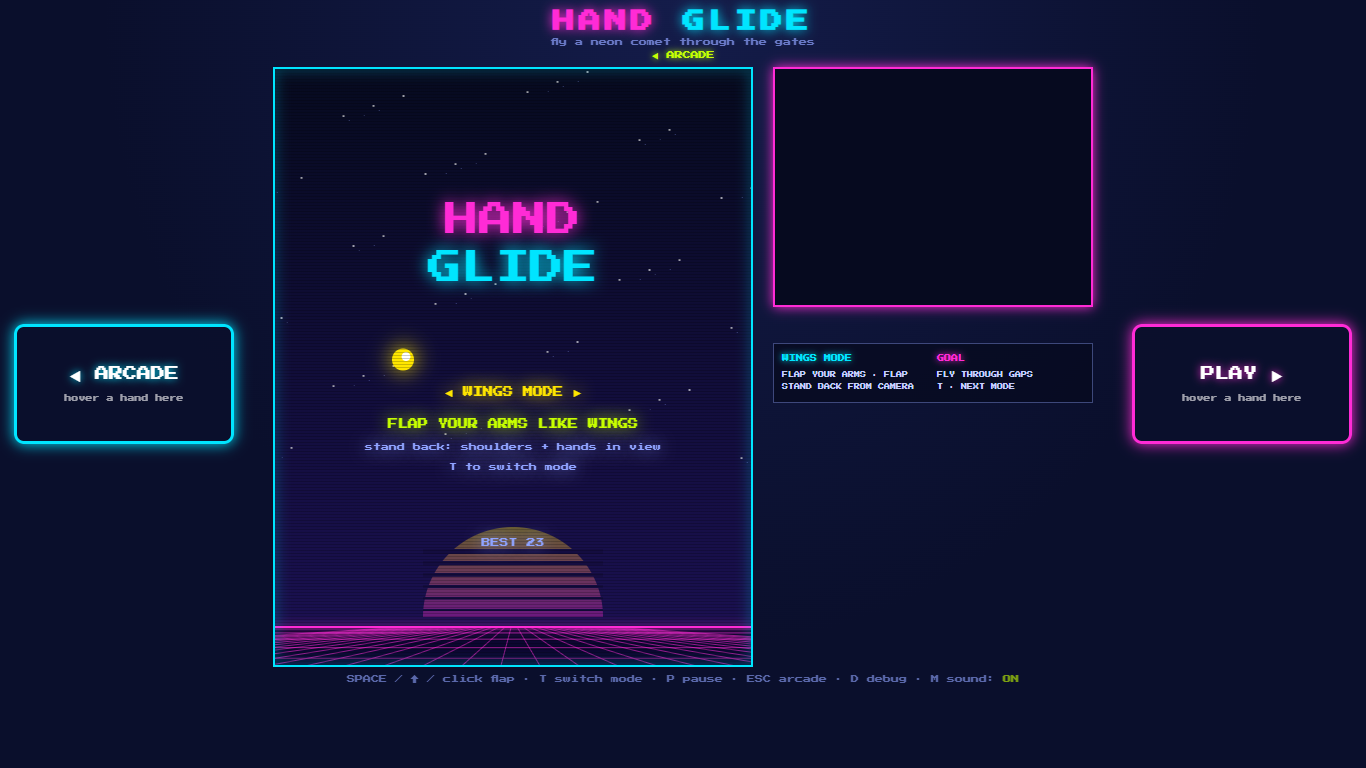 HAND GLIDE
fly a neon comet through the gates
◀ ARCADE
HAND
GLIDE
◀ WINGS MODE ▶
FLAP YOUR ARMS LIKE WINGS
stand back: shoulders + hands in view
T to switch mode
BEST 23
◀ ARCADE
hover a hand here
WINGS MODE
FLAP YOUR ARMS · FLAP
STAND BACK FROM CAMERA
GOAL
FLY THROUGH GAPS
T · NEXT MODE
PLAY ▶
hover a hand here
SPACE / ↑ / click flap · T switch mode · P pause · ESC arcade · D debug · M sound: ON